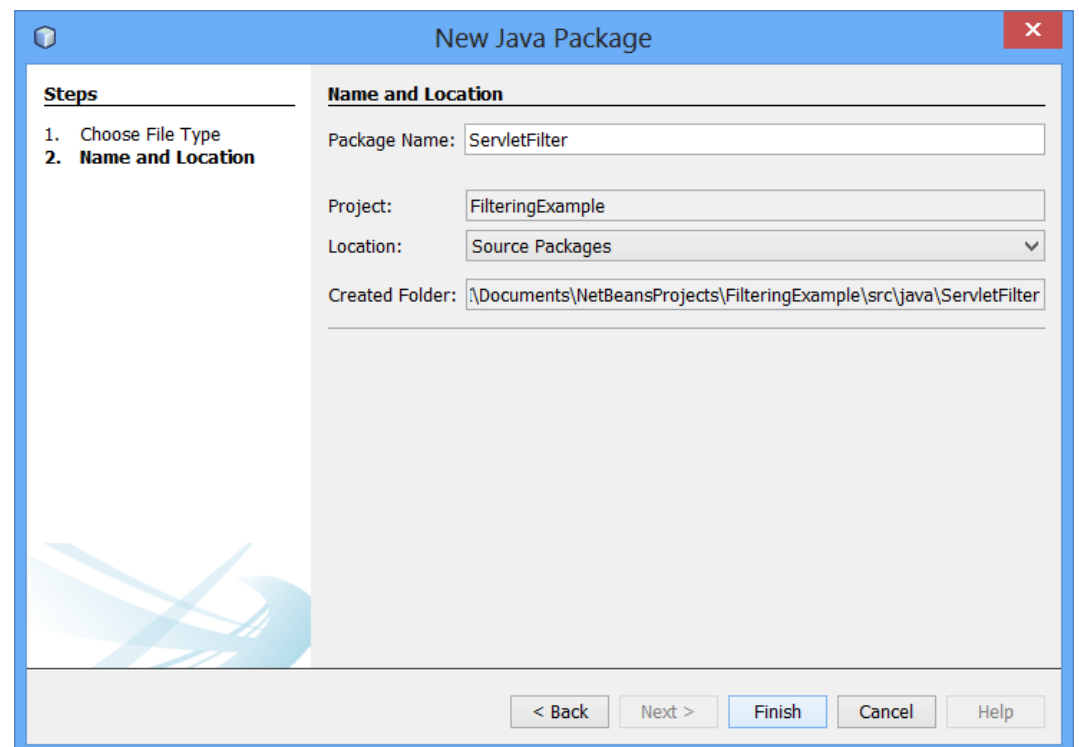 New Java Package
Steps
1. Choose File Type
2. Name and Location
Name and Location
Package Name: ServletFilter
Project: FilteringExample
Location: Source Packages
Created Folder: \Documents\NetBeansProjects\FilteringExample\src\java\ServletFilter
< Back Next > Finish Cancel Help